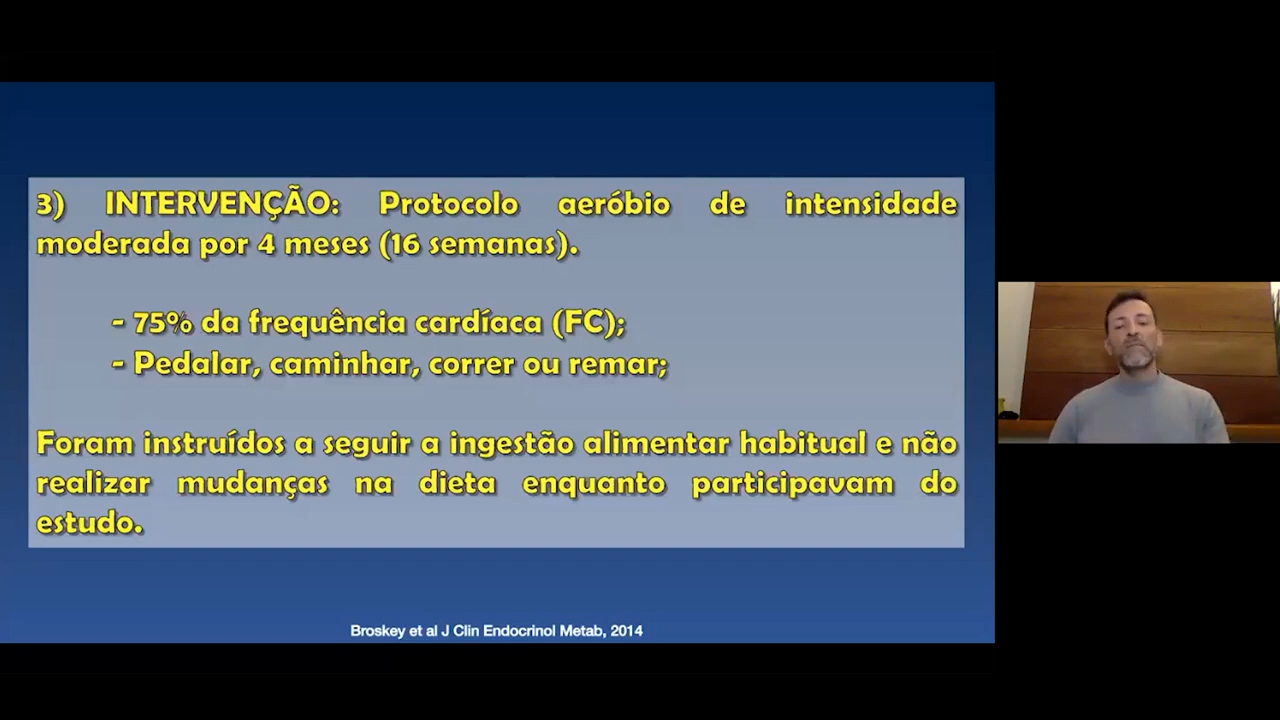 3) INTERVENÇÃO: Protocolo aeróbio de intensidade
moderada por 4 meses (16 semanas).
- 75% da frequência cardíaca (FC);
- Pedalar, caminhar, correr ou remar;
Foram instruídos a seguir a ingestão alimentar habitual e não
realizar mudanças na dieta enquanto participavam do
estudo.
Broskey et al J Clin Endocrinol Metab, 2014